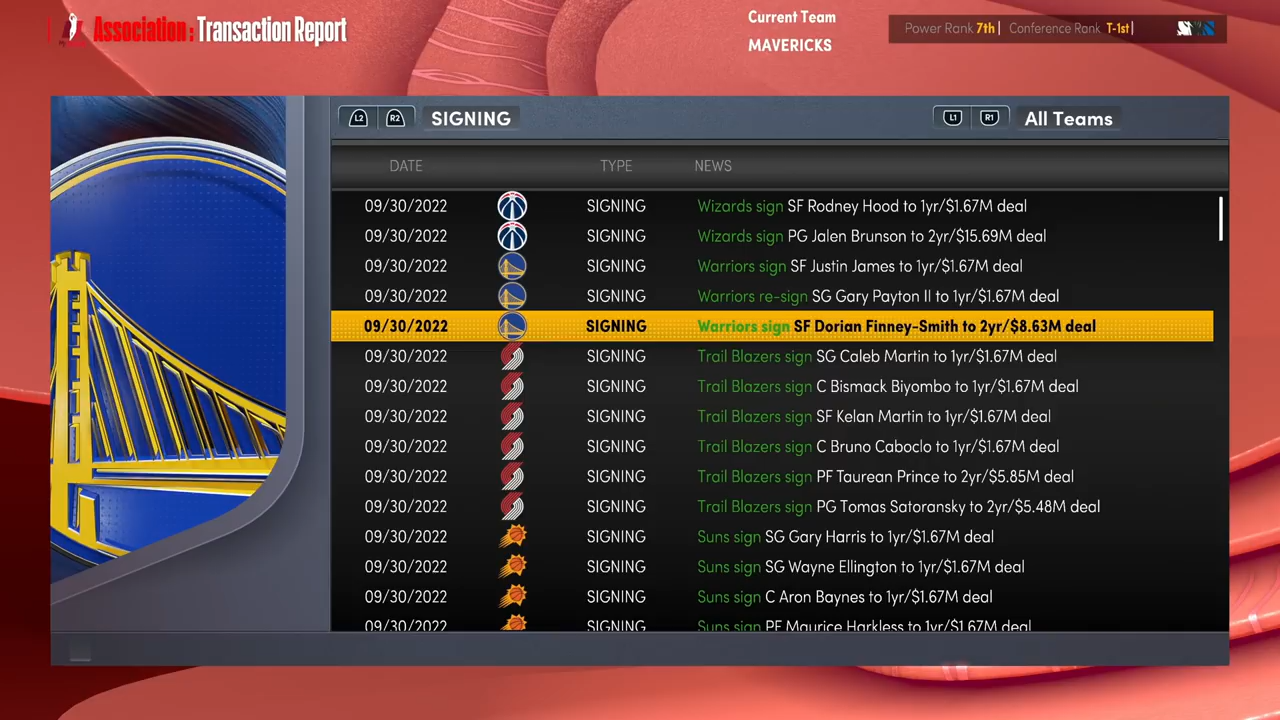 Association : Transaction Report
Current Team
MAVERICKS
Power Rank 7th | Conference Rank T-1st |
L2 R2 SIGNING L1 R1 All Teams
DATE TYPE NEWS
09/30/2022 SIGNING Wizards sign SF Rodney Hood to 1yr/$1.67M deal
09/30/2022 SIGNING Wizards sign PG Jalen Brunson to 2yr/$15.69M deal
09/30/2022 SIGNING Warriors sign SF Justin James to 1yr/$1.67M deal
09/30/2022 SIGNING Warriors re-sign SG Gary Payton II to 1yr/$1.67M deal
09/30/2022 SIGNING Warriors sign SF Dorian Finney-Smith to 2yr/$8.63M deal
09/30/2022 SIGNING Trail Blazers sign SG Caleb Martin to 1yr/$1.67M deal
09/30/2022 SIGNING Trail Blazers sign C Bismack Biyombo to 1yr/$1.67M deal
09/30/2022 SIGNING Trail Blazers sign SF Kelan Martin to 1yr/$1.67M deal
09/30/2022 SIGNING Trail Blazers sign C Bruno Caboclo to 1yr/$1.67M deal
09/30/2022 SIGNING Trail Blazers sign PF Taurean Prince to 2yr/$5.85M deal
09/30/2022 SIGNING Trail Blazers sign PG Tomas Satoransky to 2yr/$5.48M deal
09/30/2022 SIGNING Suns sign SG Gary Harris to 1yr/$1.67M deal
09/30/2022 SIGNING Suns sign SG Wayne Ellington to 1yr/$1.67M deal
09/30/2022 SIGNING Suns sign C Aron Baynes to 1yr/$1.67M deal
09/30/2022 SIGNING Suns sign PF Maurice Harkless to 1yr/$1.67M deal